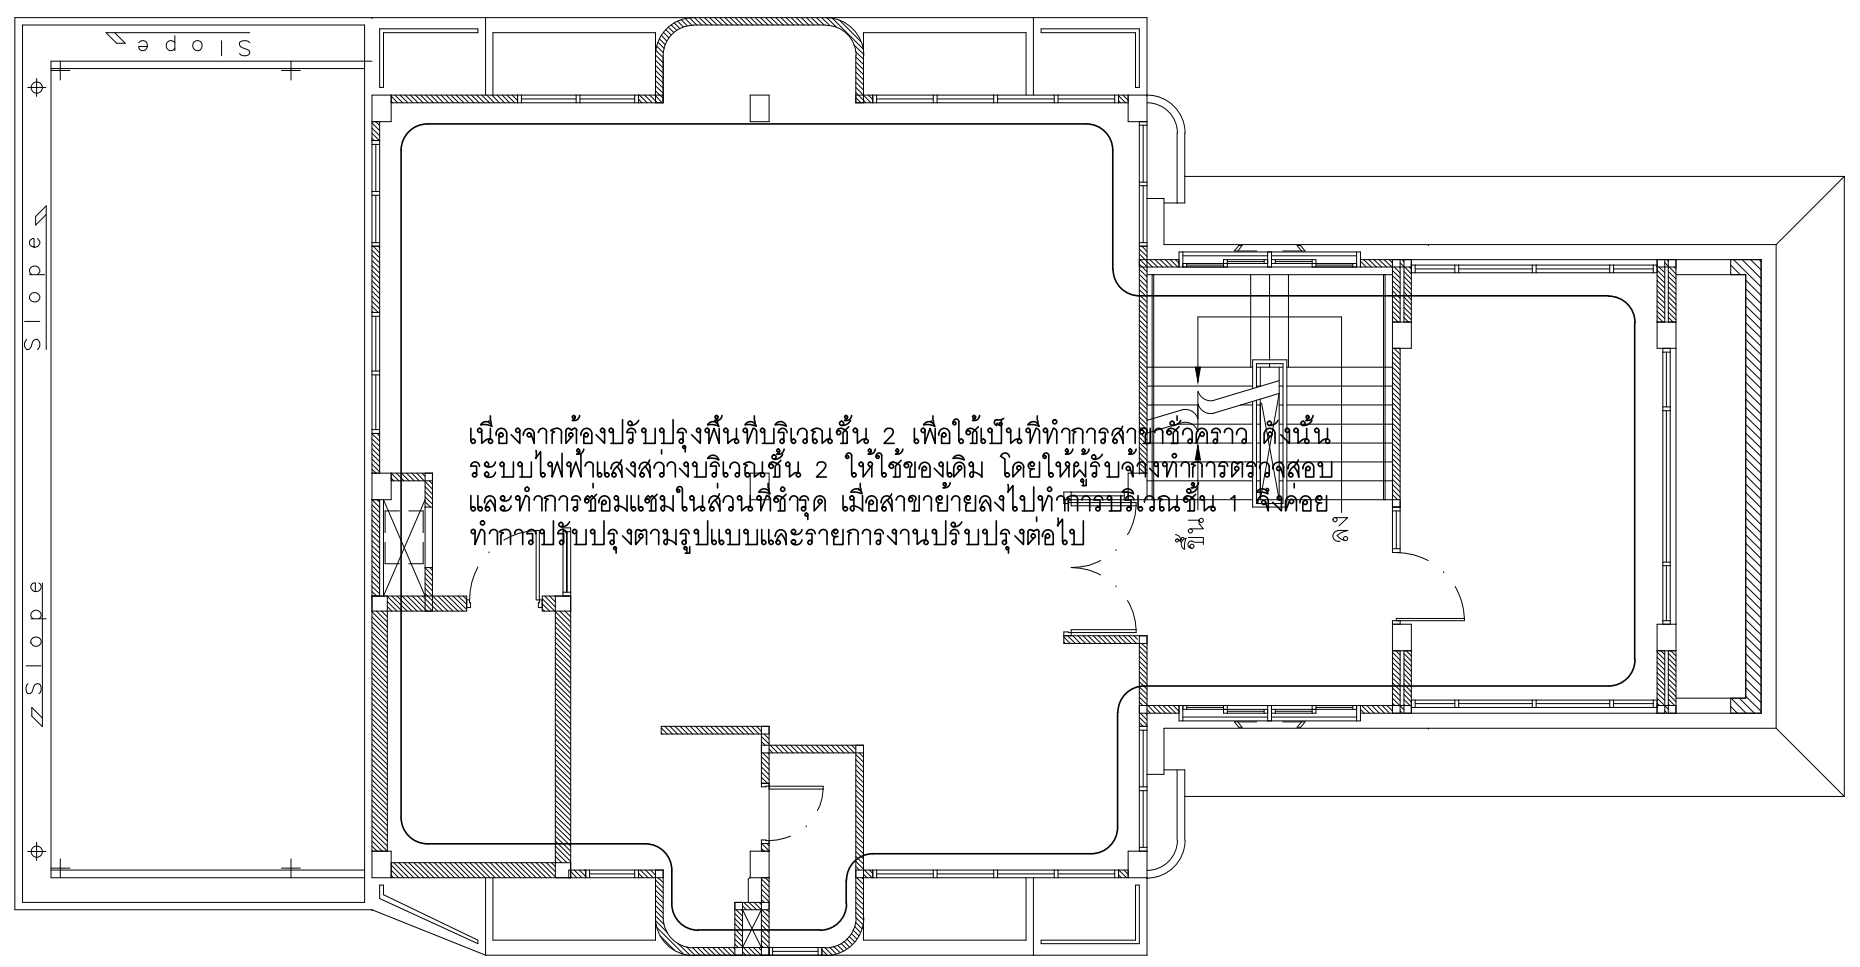 Slope
Slope
Slope
เนื่องจากต้องปรับปรุงพื้นที่บริเวณชั้น 2 เพื่อใช้เป็นที่ทำการสาขาชั่วคราว ดังนั้น
ระบบไฟฟ้าแสงสว่างบริเวณชั้น 2 ให้ใช้ของเดิม โดยให้ผู้รับจ้างทำการตรวจสอบ
และทำการซ่อมแซมในส่วนที่ชำรุด เมื่อสาขาย้ายลงไปทำการบริเวณชั้น 1 จึงค่อย
ทำการปรับปรุงตามรูปแบบและรายการงานปรับปรุงต่อไป
ขึ้น
ลง